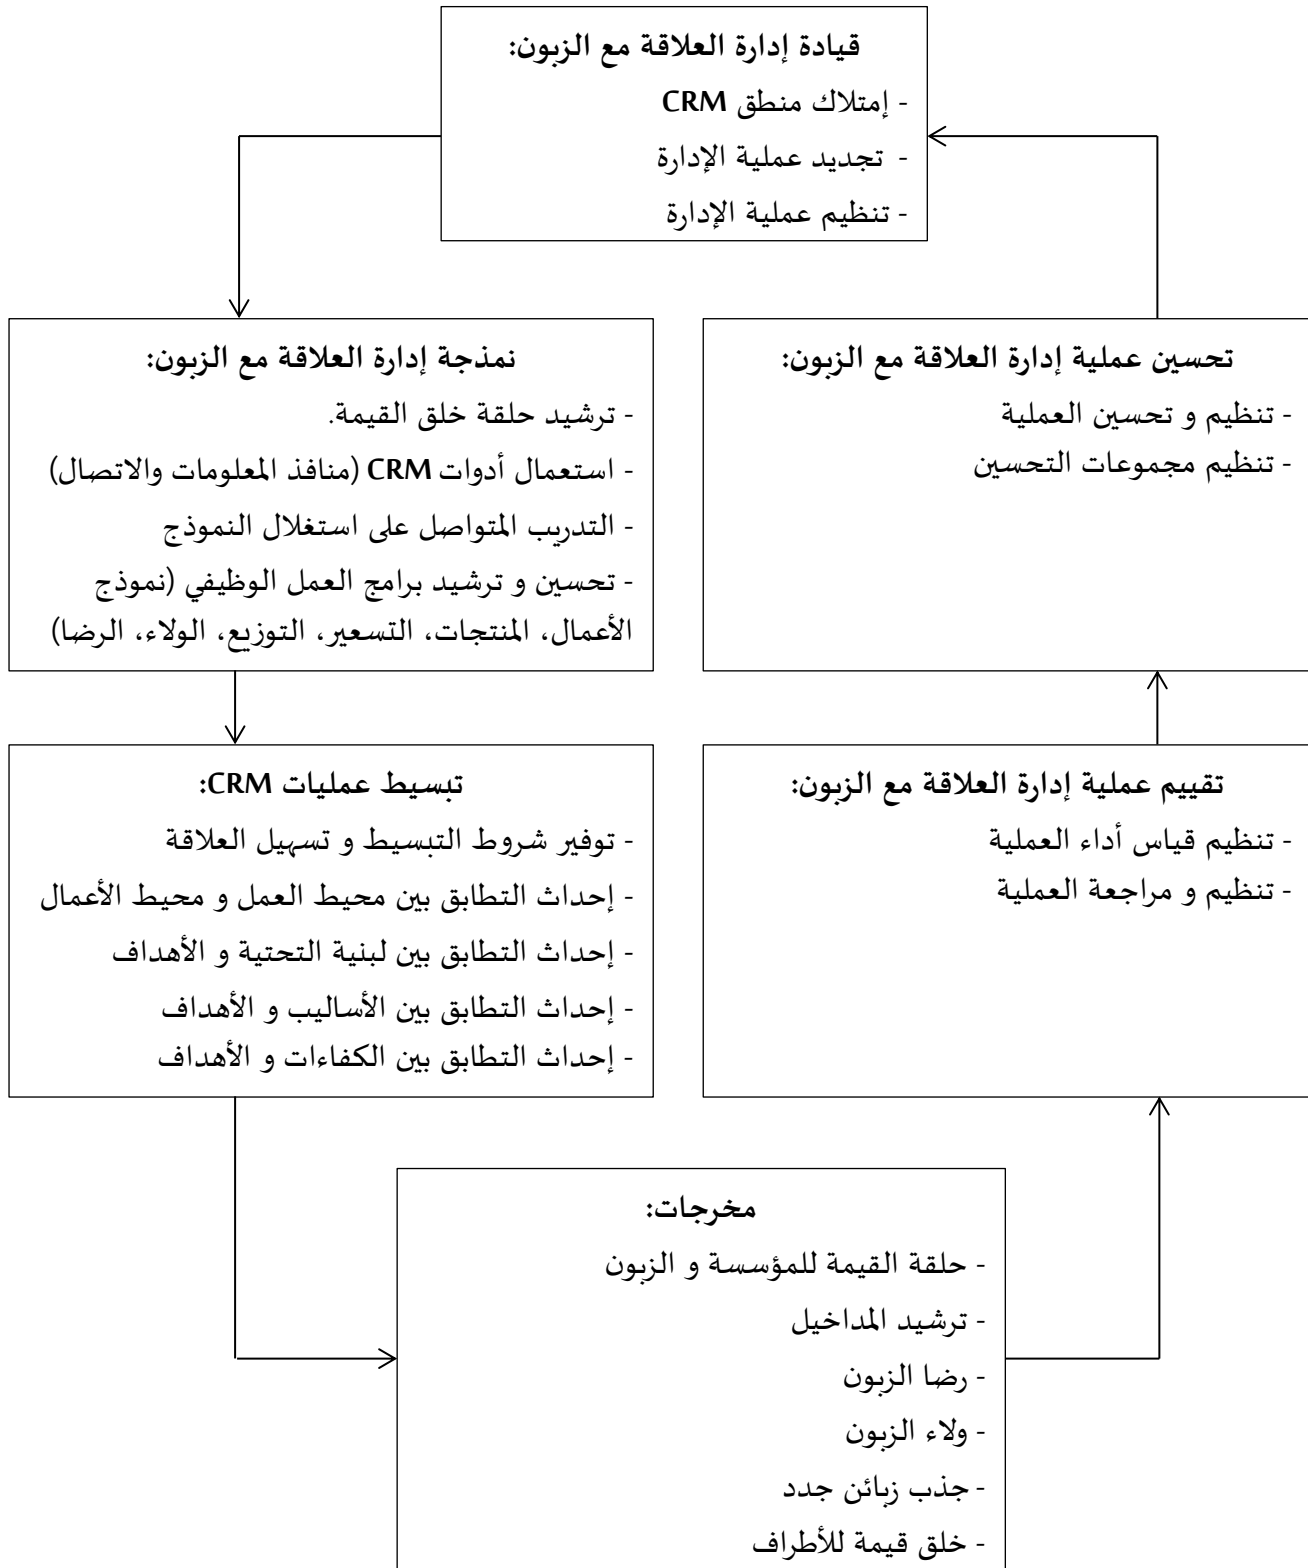 قيادة إدارة العلاقة مع الزبون:
- إمتلاك منطق CRM
- تجديد عملية الإدارة
- تنظيم عملية الإدارة
نمذجة إدارة العلاقة مع الزبون:
- ترشيد حلقة خلق القيمة.
- استعمال أدوات CRM (منافذ المعلومات والاتصال)
- التدريب المتواصل على استغلال النموذج
- تحسين و ترشيد برامج العمل الوظيفي (نموذج
الأعمال، المنتجات، التسعير، التوزيع، الولاء، الرضا)
تبسيط عمليات CRM:
- توفير شروط التبسيط و تسهيل العلاقة
- إحداث التطابق بين محيط العمل و محيط الأعمال
- إحداث التطابق بين لبنية التحتية و الأهداف
- إحداث التطابق بين الأساليب و الأهداف
- إحداث التطابق بين الكفاءات و الأهداف
مخرجات:
- حلقة القيمة للمؤسسة و الزبون
- ترشيد المداخيل
- رضا الزبون
- ولاء الزبون
- جذب زبائن جدد
- خلق قيمة للأطراف
تقييم عملية إدارة العلاقة مع الزبون:
- تنظيم قياس أداء العملية
- تنظيم و مراجعة العملية
تحسين عملية إدارة العلاقة مع الزبون:
- تنظيم و تحسين العملية
- تنظيم مجموعات التحسين